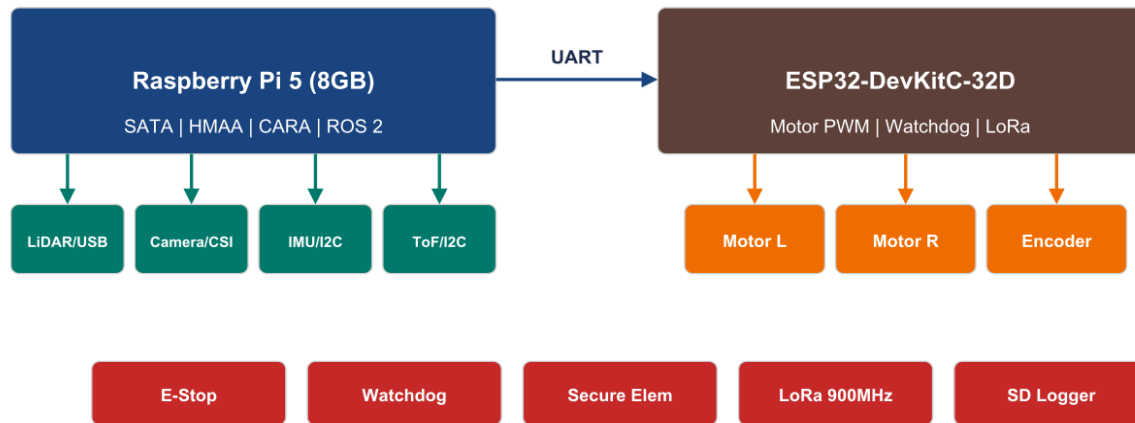 Raspberry Pi 5 (8GB)
SATA | HMAA | CARA | ROS 2
UART
ESP32-DevKitC-32D
Motor PWM | Watchdog | LoRa
LiDAR/USB
Camera/CSI
IMU/I2C
ToF/I2C
Motor L
Motor R
Encoder
E-Stop
Watchdog
Secure Elem
LoRa 900MHz
SD Logger